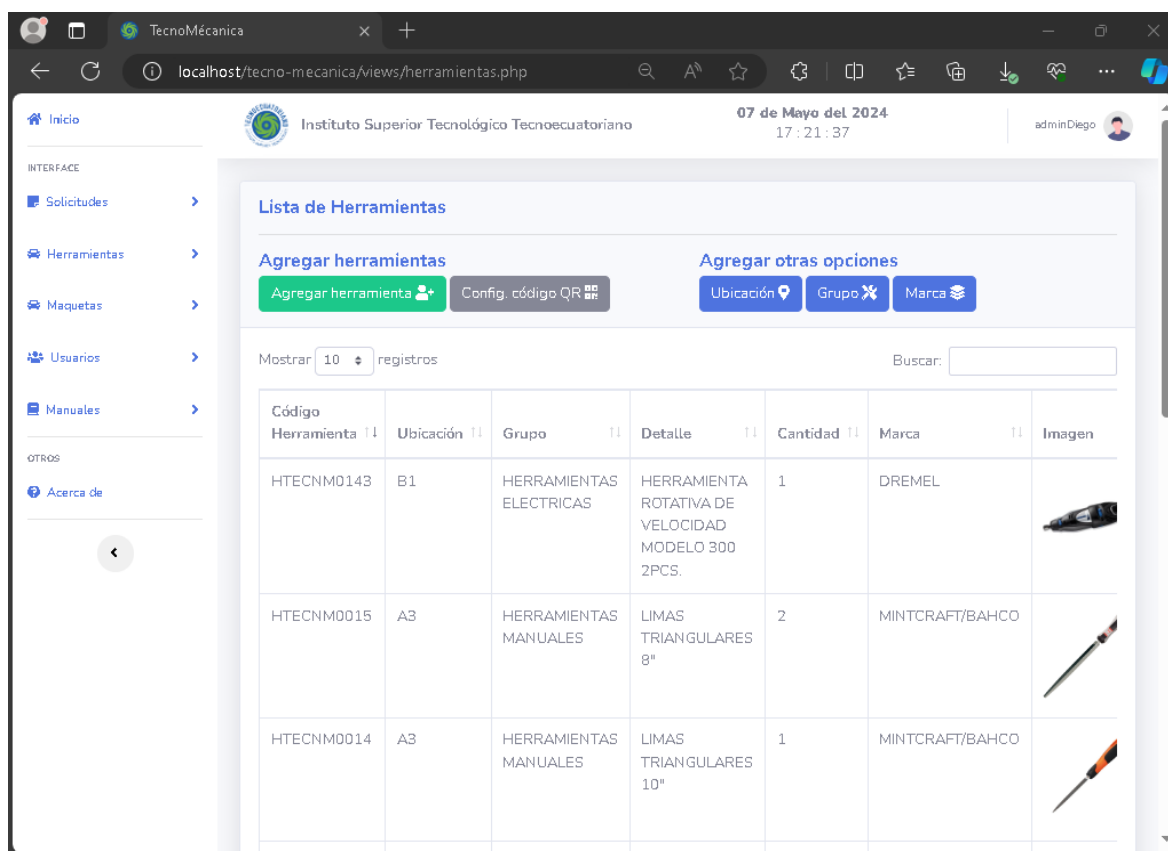 TecnoMécanica
localhost/tecno-mecanica/views/herramientas.php
Inicio
INTERFACE
Solicitudes
Herramientas
Maquetas
Usuarios
Manuales
OTROS
Acerca de
Instituto Superior Tecnológico Tecnoecuatoriano
07 de Mayo del 2024
17 : 21 : 37
adminDiego
Lista de Herramientas
Agregar herramientas
Agregar herramienta
Config. código QR
Agregar otras opciones
Ubicación
Grupo
Marca
Mostrar 10 registros
Buscar:
Código
Herramienta Ubicación Grupo Detalle Cantidad Marca Imagen
HTECNM0143 B1 HERRAMIENTAS HERRAMIENTA 1 DREMEL
ELECTRICAS ROTATIVA DE
VELOCIDAD
MODELO 300
2PCS.
HTECNM0015 A3 HERRAMIENTAS LIMAS 2 MINTCRAFT/BAHCO
MANUALES TRIANGULARES
8"
HTECNM0014 A3 HERRAMIENTAS LIMAS 1 MINTCRAFT/BAHCO
MANUALES TRIANGULARES
10"